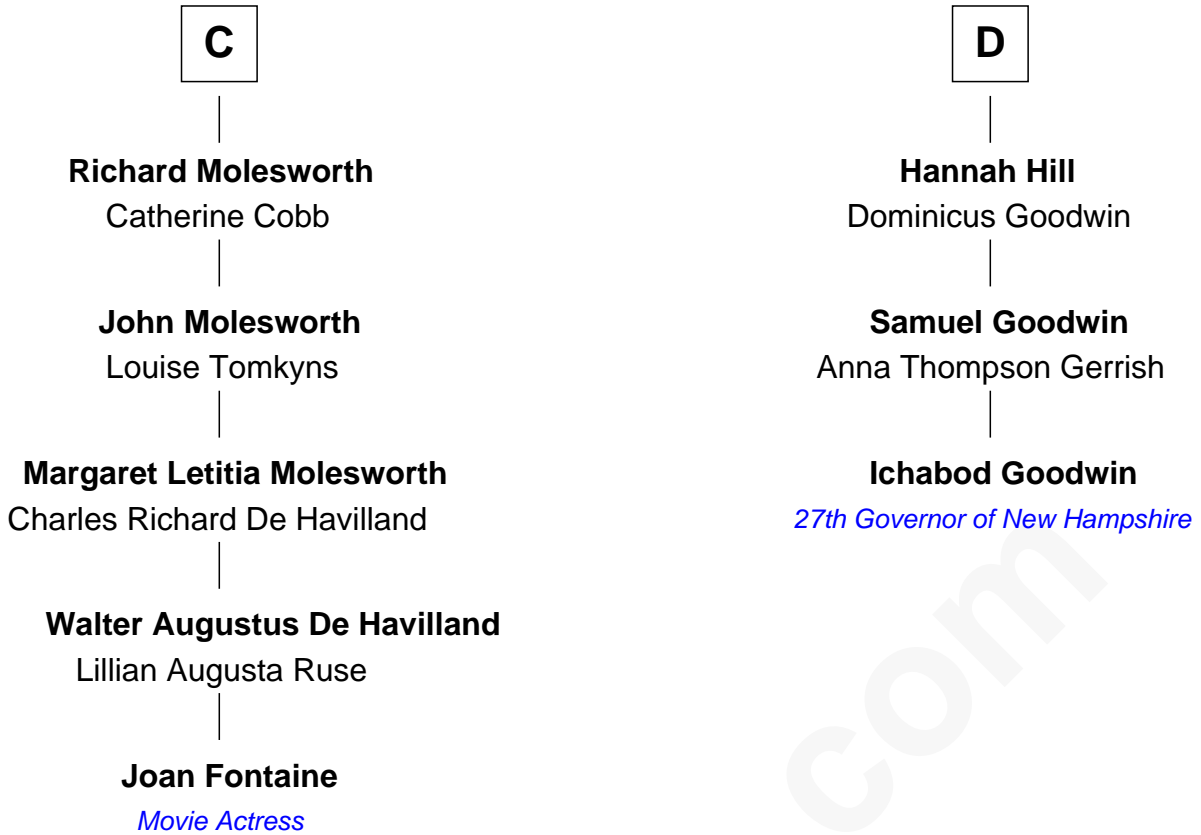 C
Richard Molesworth
Catherine Cobb
John Molesworth
Louise Tomkyns
Margaret Letitia Molesworth
Charles Richard De Havilland
Walter Augustus De Havilland
Lillian Augusta Ruse
Joan Fontaine
Movie Actress
D
Hannah Hill
Dominicus Goodwin
Samuel Goodwin
Anna Thompson Gerrish
Ichabod Goodwin
27th Governor of New Hampshire
com